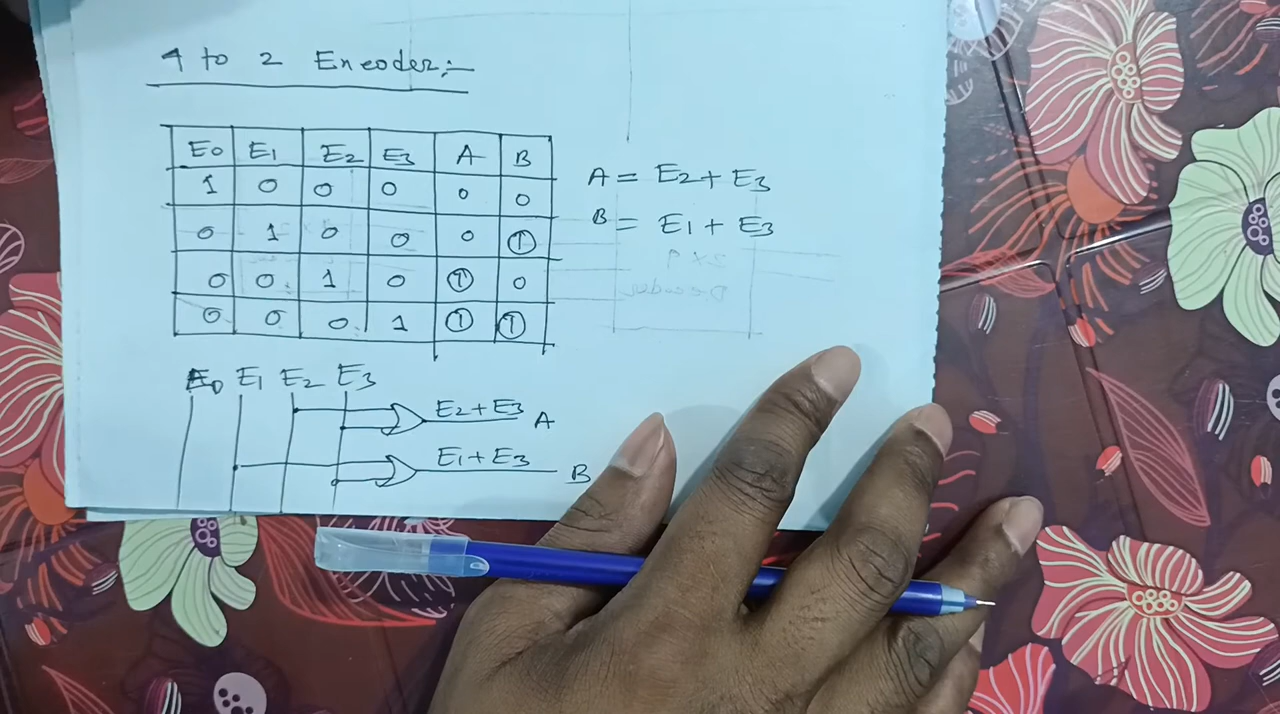 4 to 2 Encoder:-
E0 E1 E2 E3 A B
1 0 0 0 0 0
0 1 0 0 0 1
0 0 1 0 1 0
0 0 0 1 1 1
A = E2 + E3
B = E1 + E3
E0 E1 E2 E3
E2 + E3 A
E1 + E3 B
Decoder